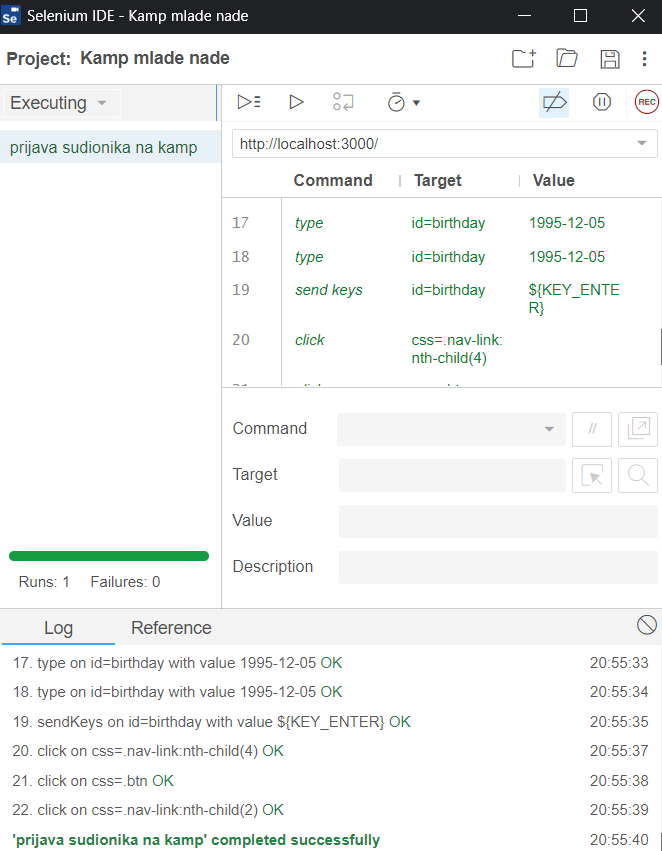 Se Selenium IDE - Kamp mlade nade
Project: Kamp mlade nade
Executing
REC
prijava sudionika na kamp
http://localhost:3000/
Command Target Value
17 type id=birthday 1995-12-05
18 type id=birthday 1995-12-05
19 send keys id=birthday ${KEY_ENTE
R}
20 click css=.nav-link:
nth-child(4)
Command //
Target
Value
Description
Runs: 1 Failures: 0
Log Reference
17. type on id=birthday with value 1995-12-05 OK 20:55:33
18. type on id=birthday with value 1995-12-05 OK 20:55:34
19. sendKeys on id=birthday with value ${KEY_ENTER} OK 20:55:35
20. click on css=.nav-link:nth-child(4) OK 20:55:37
21. click on css=.btn OK 20:55:38
22. click on css=.nav-link:nth-child(2) OK 20:55:39
'prijava sudionika na kamp' completed successfully 20:55:40